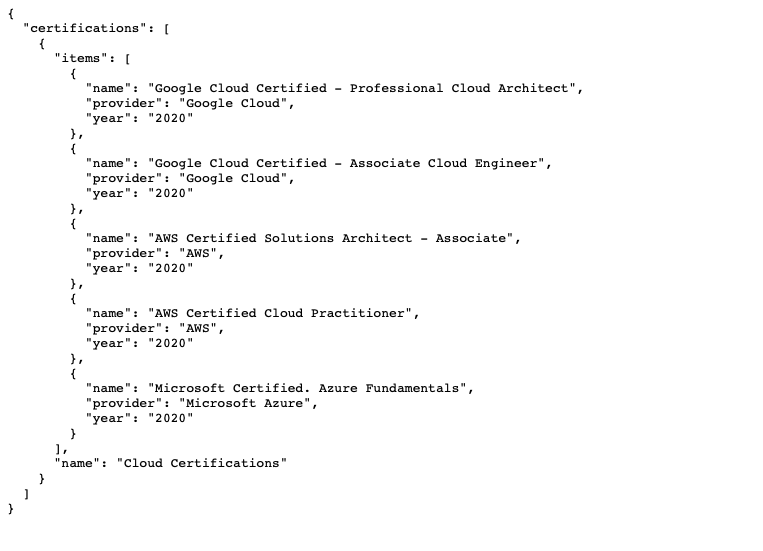 {
  "certifications": [
    {
      "items": [
        {
          "name": "Google Cloud Certified - Professional Cloud Architect",
          "provider": "Google Cloud",
          "year": "2020"
        },
        {
          "name": "Google Cloud Certified - Associate Cloud Engineer",
          "provider": "Google Cloud",
          "year": "2020"
        },
        {
          "name": "AWS Certified Solutions Architect - Associate",
          "provider": "AWS",
          "year": "2020"
        },
        {
          "name": "AWS Certified Cloud Practitioner",
          "provider": "AWS",
          "year": "2020"
        },
        {
          "name": "Microsoft Certified. Azure Fundamentals",
          "provider": "Microsoft Azure",
          "year": "2020"
        }
      ],
      "name": "Cloud Certifications"
    }
  ]
}